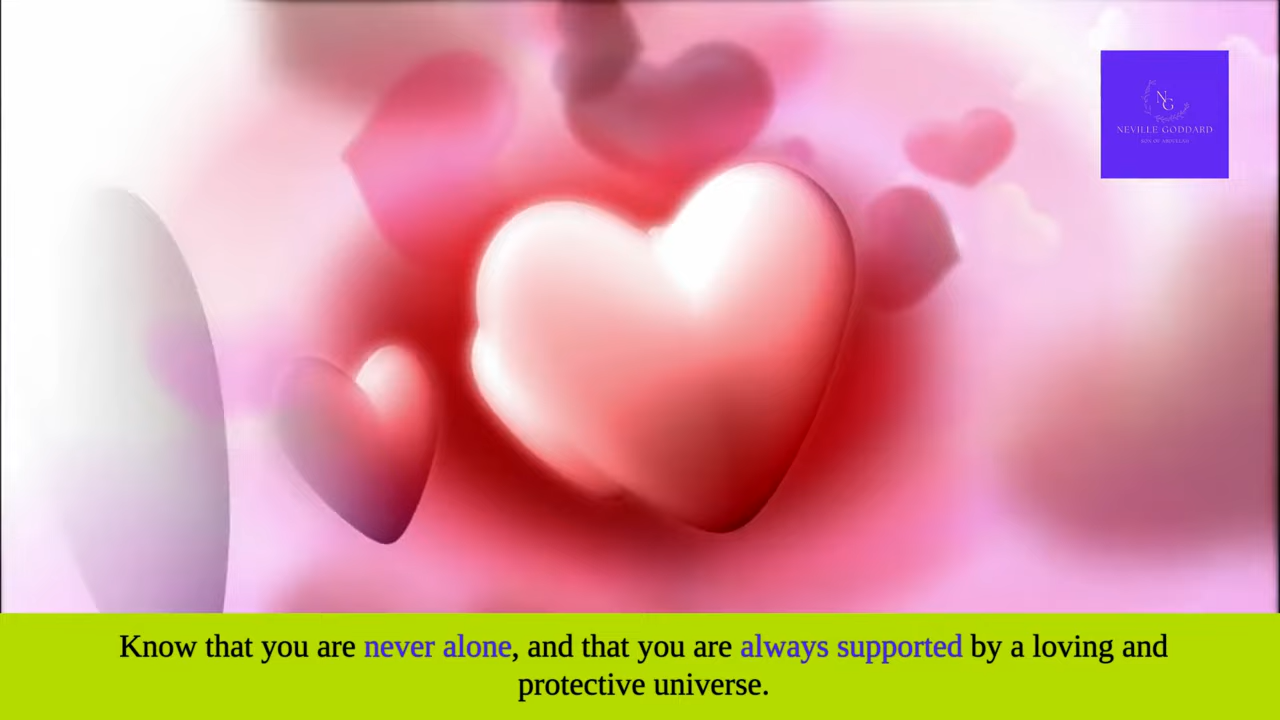 NG
NEVILLE GODDARD
Know that you are never alone, and that you are always supported by a loving and
protective universe.